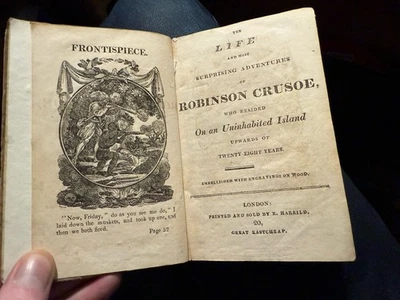 FRONTISPIECE.
"Now, Friday," do as you see me do," I
laid down the muskets, and took up one, and
then we both fired.
Page 57
THE
LIFE
AND MOST
SURPRISING ADVENTURES
OF
ROBINSON CRUSOE,
WHO RESIDED
On an Uninhabited Island
UPWARDS OF
TWENTY EIGHT YEARS.
EMBELLISHED WITH ENGRAVINGS ON WOOD.
LONDON:
PRINTED AND SOLD BY R. HARRILD,
20,
GREAT EASTCHEAP.